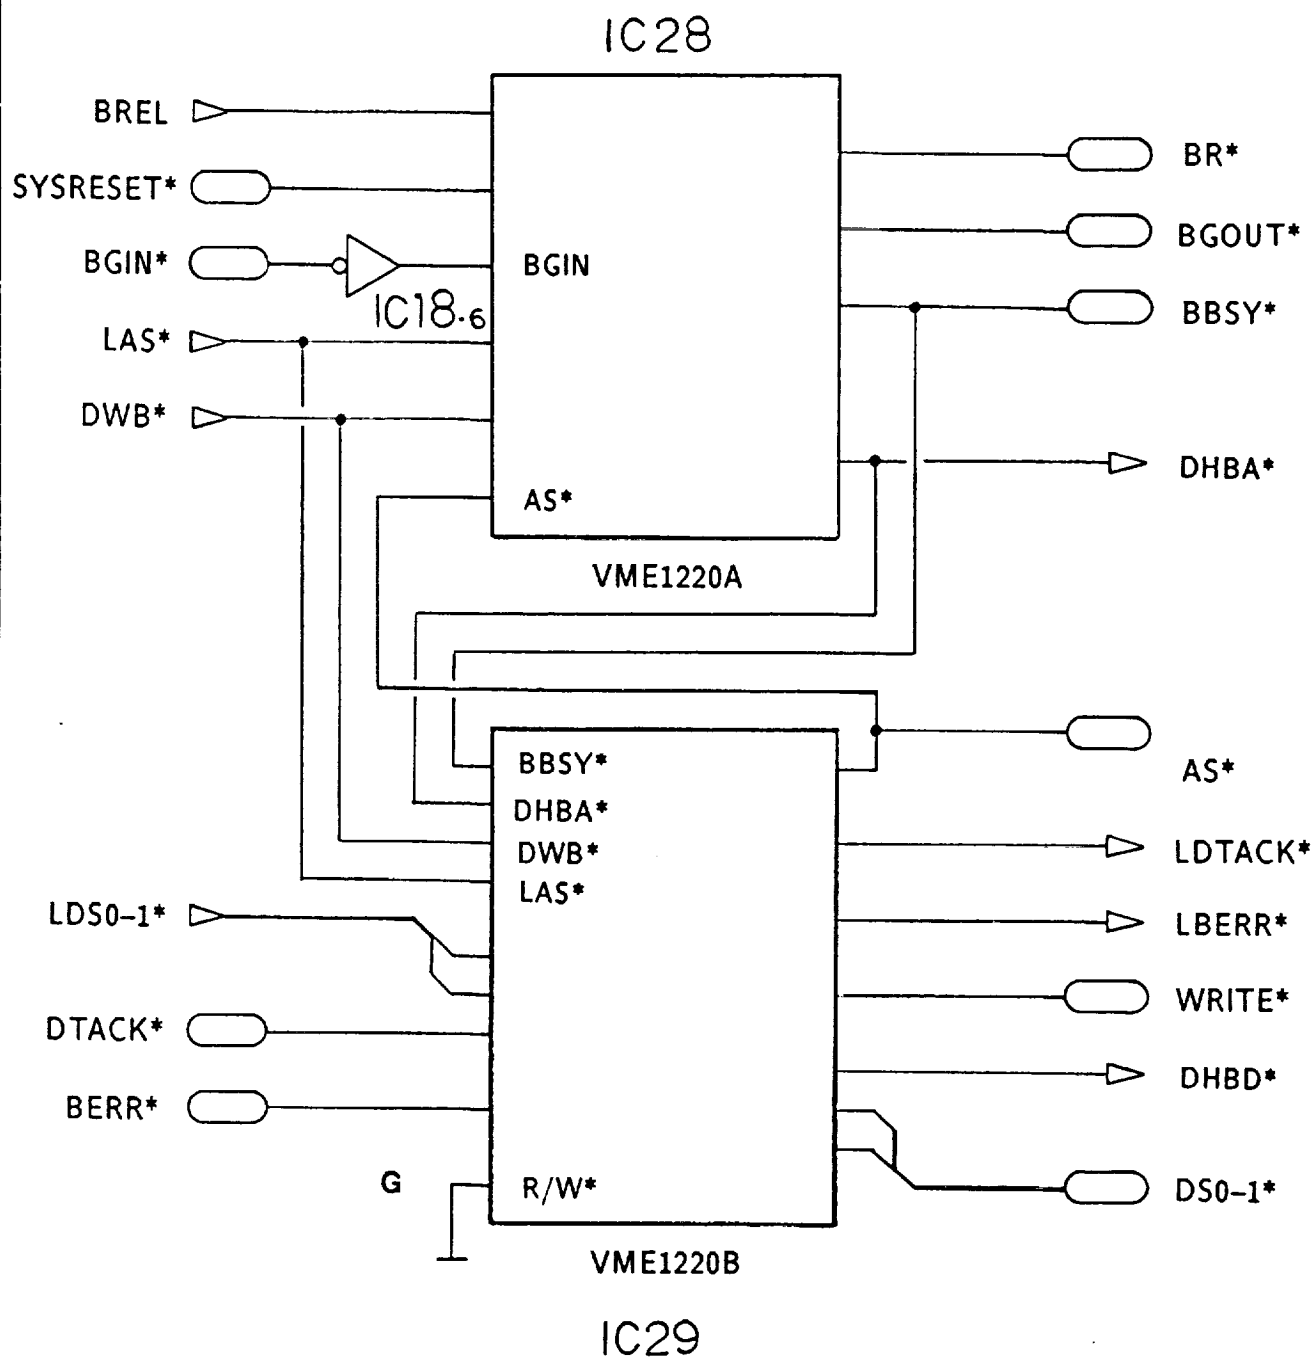 IC28
BREL
SYSRESET*
BGIN*
LAS*
DWB*
BGIN
IC18.6
AS*
BR*
BGOUT*
BBSY*
DHBA*
VME1220A
BBSY*
DHBA*
DWB*
LAS*
R/W*
LDS0-1*
DTACK*
BERR*
G
AS*
LDTACK*
LBERR*
WRITE*
DHBD*
DS0-1*
VME1220B
IC29